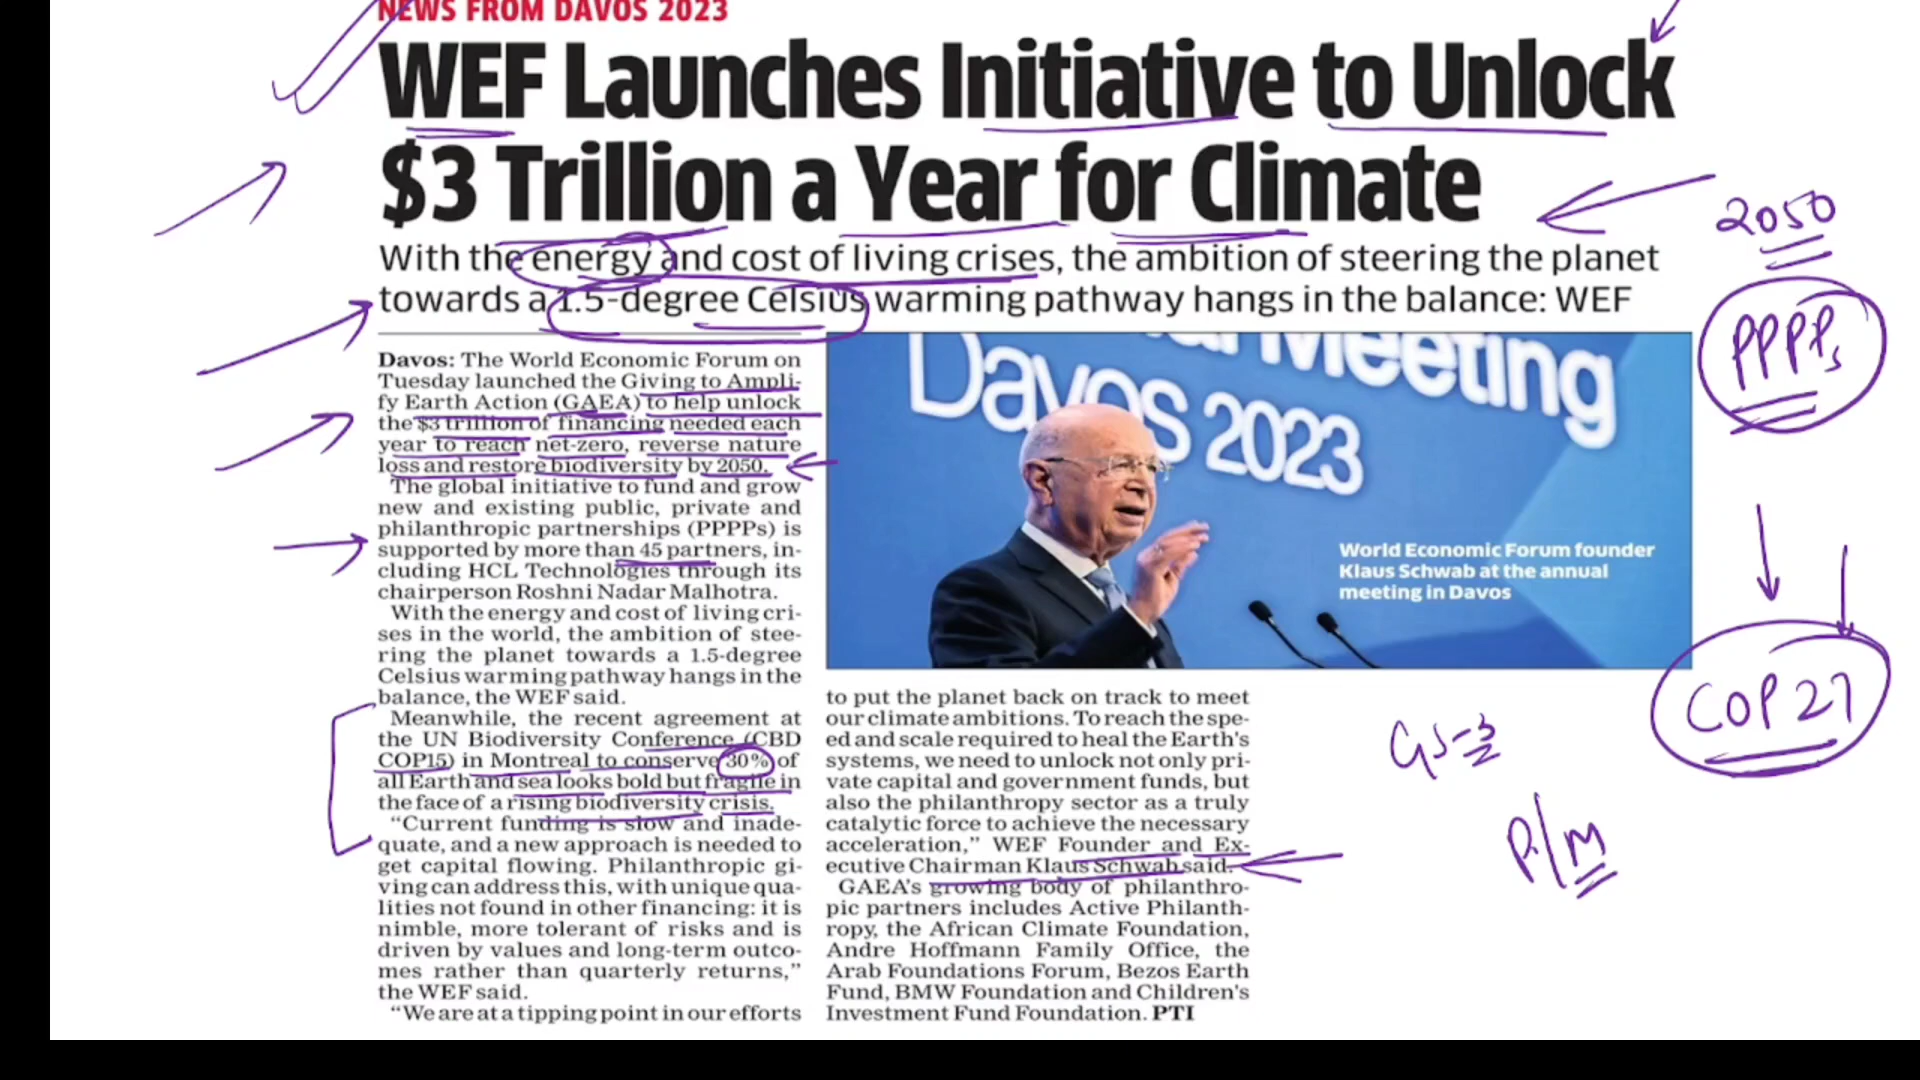 NEWS FROM DAVOS 2023
WEF Launches Initiative to Unlock
$3 Trillion a Year for Climate
With the energy and cost of living crises, the ambition of steering the planet
towards a 1.5-degree Celsius warming pathway hangs in the balance: WEF
Davos: The World Economic Forum on
Tuesday launched the Giving to Ampli-
fy Earth Action (GAEA) to help unlock
the $3 trillion of financing needed each
year to reach net-zero, reverse nature
loss and restore biodiversity by 2050.
The global initiative to fund and grow
new and existing public, private and
philanthropic partnerships (PPPPs) is
supported by more than 45 partners, in-
cluding HCL Technologies through its
chairperson Roshni Nadar Malhotra.
With the energy and cost of living cri-
ses in the world, the ambition of stee-
ring the planet towards a 1.5-degree
Celsius warming pathway hangs in the
balance, the WEF said.
Meanwhile, the recent agreement at
the UN Biodiversity Conference (CBD
COP15) in Montreal to conserve 30% of
all Earth and sea looks bold but fragile in
the face of a rising biodiversity crisis.
"Current funding is slow and inade-
quate, and a new approach is needed to
get capital flowing. Philanthropic gi-
ving can address this, with unique qua-
lities not found in other financing: it is
nimble, more tolerant of risks and is
driven by values and long-term outco-
mes rather than quarterly returns,"
the WEF said.
"We are at a tipping point in our efforts
Meeting
Davos 2023
World Economic Forum founder
Klaus Schwab at the annual
meeting in Davos
to put the planet back on track to meet
our climate ambitions. To reach the spe-
ed and scale required to heal the Earth's
systems, we need to unlock not only pri-
vate capital and government funds, but
also the philanthropy sector as a truly
catalytic force to achieve the necessary
acceleration," WEF Founder and Ex-
ecutive Chairman Klaus Schwab said.
GAEA's growing body of philanthro-
pic partners includes Active Philanth-
ropy, the African Climate Foundation,
Andre Hoffmann Family Office, the
Arab Foundations Forum, Bezos Earth
Fund, BMW Foundation and Children's
Investment Fund Foundation. PTI
2050
PPPPs
COP 27
GS-3
P/M